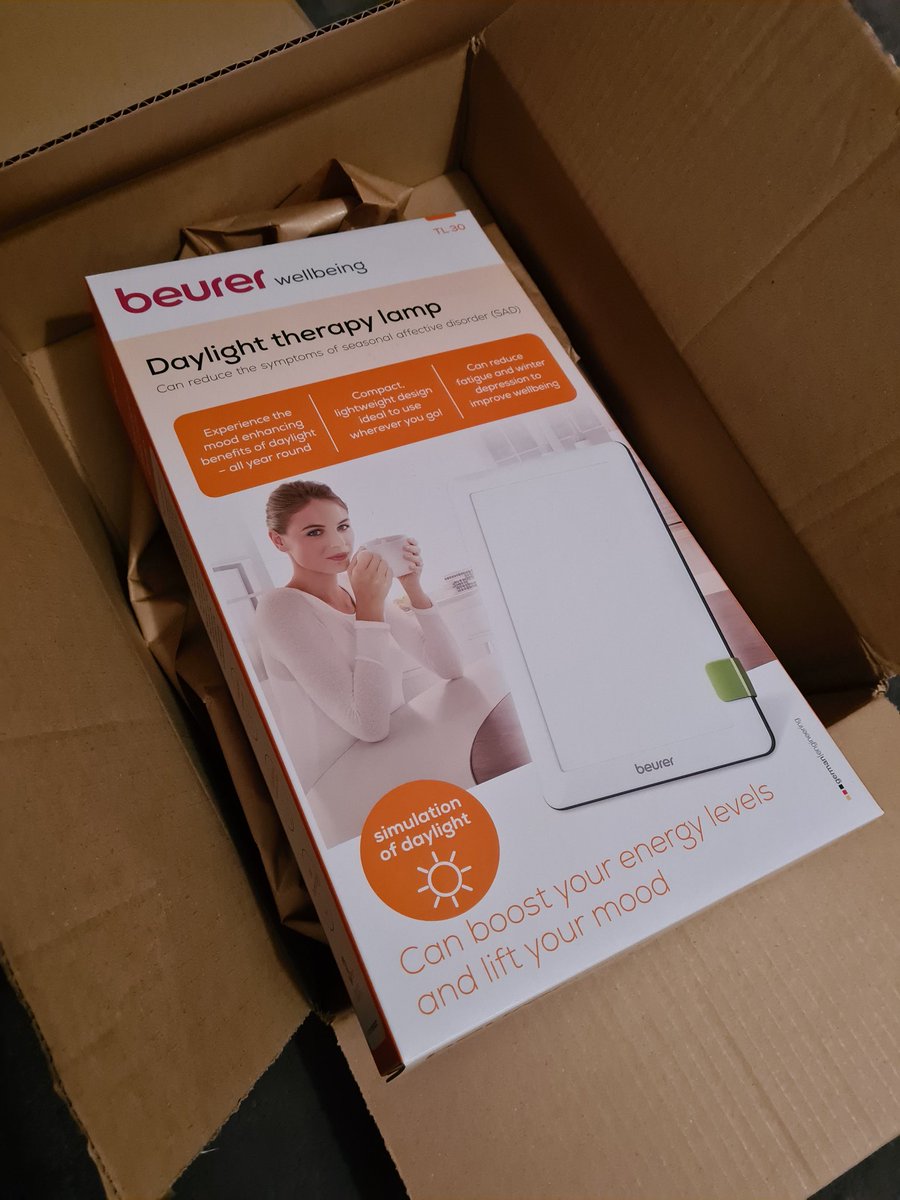 TL 30
beurer wellbeing
Daylight therapy lamp
Can reduce the symptoms of seasonal affective disorder (SAD)
Experience the
mood enhancing
benefits of daylight
– all year round
Compact,
lightweight design
ideal to use
wherever you go!
Can reduce
fatigue and winter
depression to
improve wellbeing
beurer
germanengineering
simulation
of daylight
Can boost your energy levels
and lift your mood